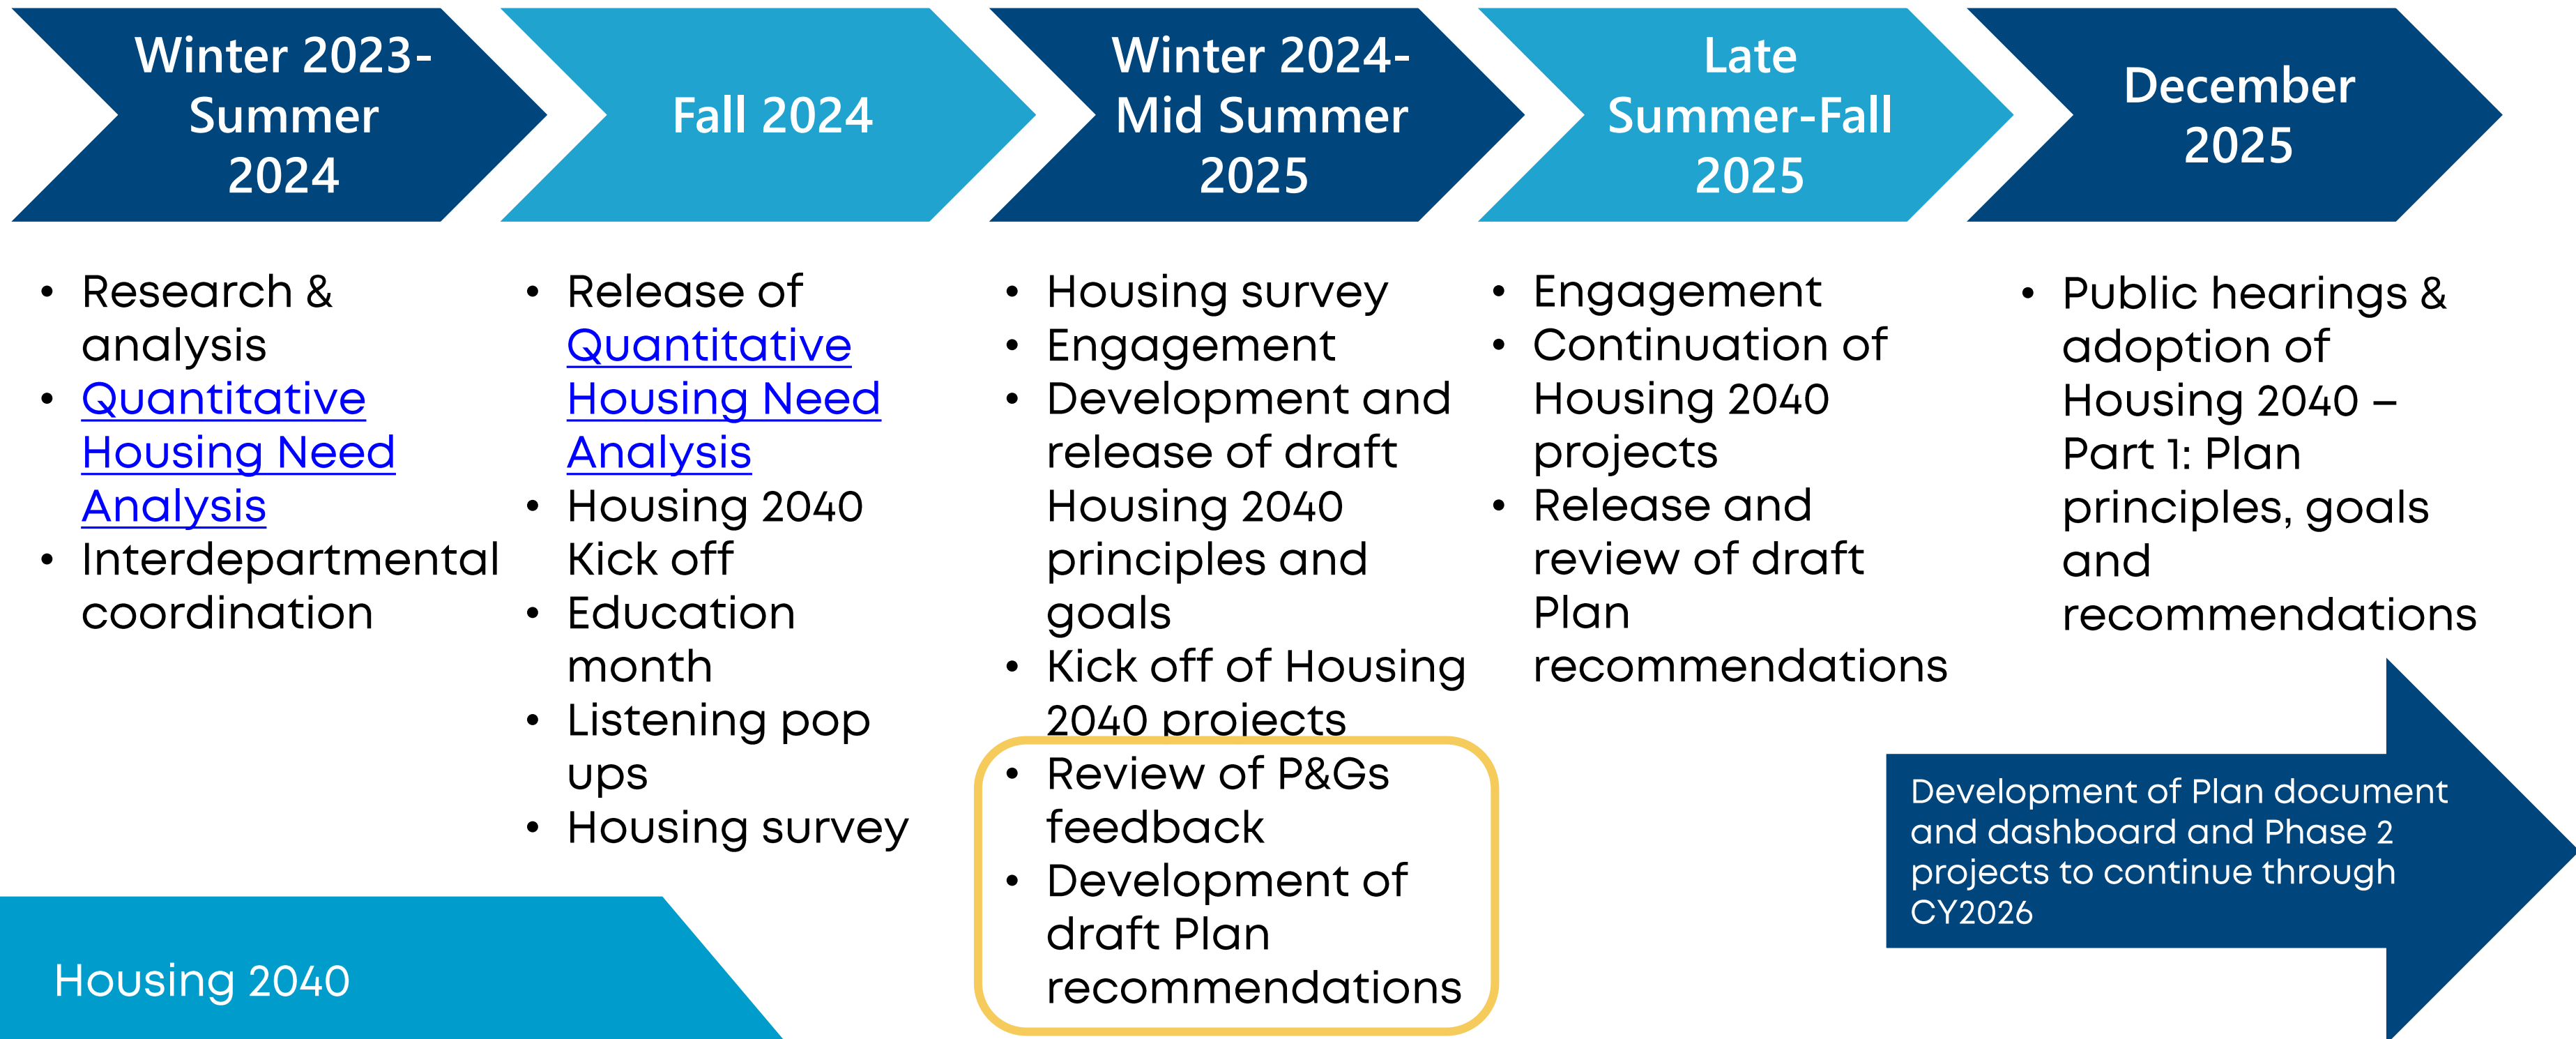 Winter 2023-
Summer
2024
Fall 2024
Winter 2024-
Mid Summer
2025
Late
Summer-Fall
2025
December
2025
• Research &
analysis
• Quantitative
Housing Need
Analysis
• Interdepartmental
coordination
• Release of
Quantitative
Housing Need
Analysis
• Housing 2040
Kick off
• Education
month
• Listening pop
ups
• Housing survey
• Housing survey
• Engagement
• Development and
release of draft
Housing 2040
principles and
goals
• Kick off of Housing
2040 projects
• Review of P&Gs
feedback
• Development of
draft Plan
recommendations
• Engagement
• Continuation of
Housing 2040
projects
• Release and
review of draft
Plan
recommendations
• Public hearings &
adoption of
Housing 2040 –
Part 1: Plan
principles, goals
and
recommendations
Development of Plan document
and dashboard and Phase 2
projects to continue through
CY2026
Housing 2040